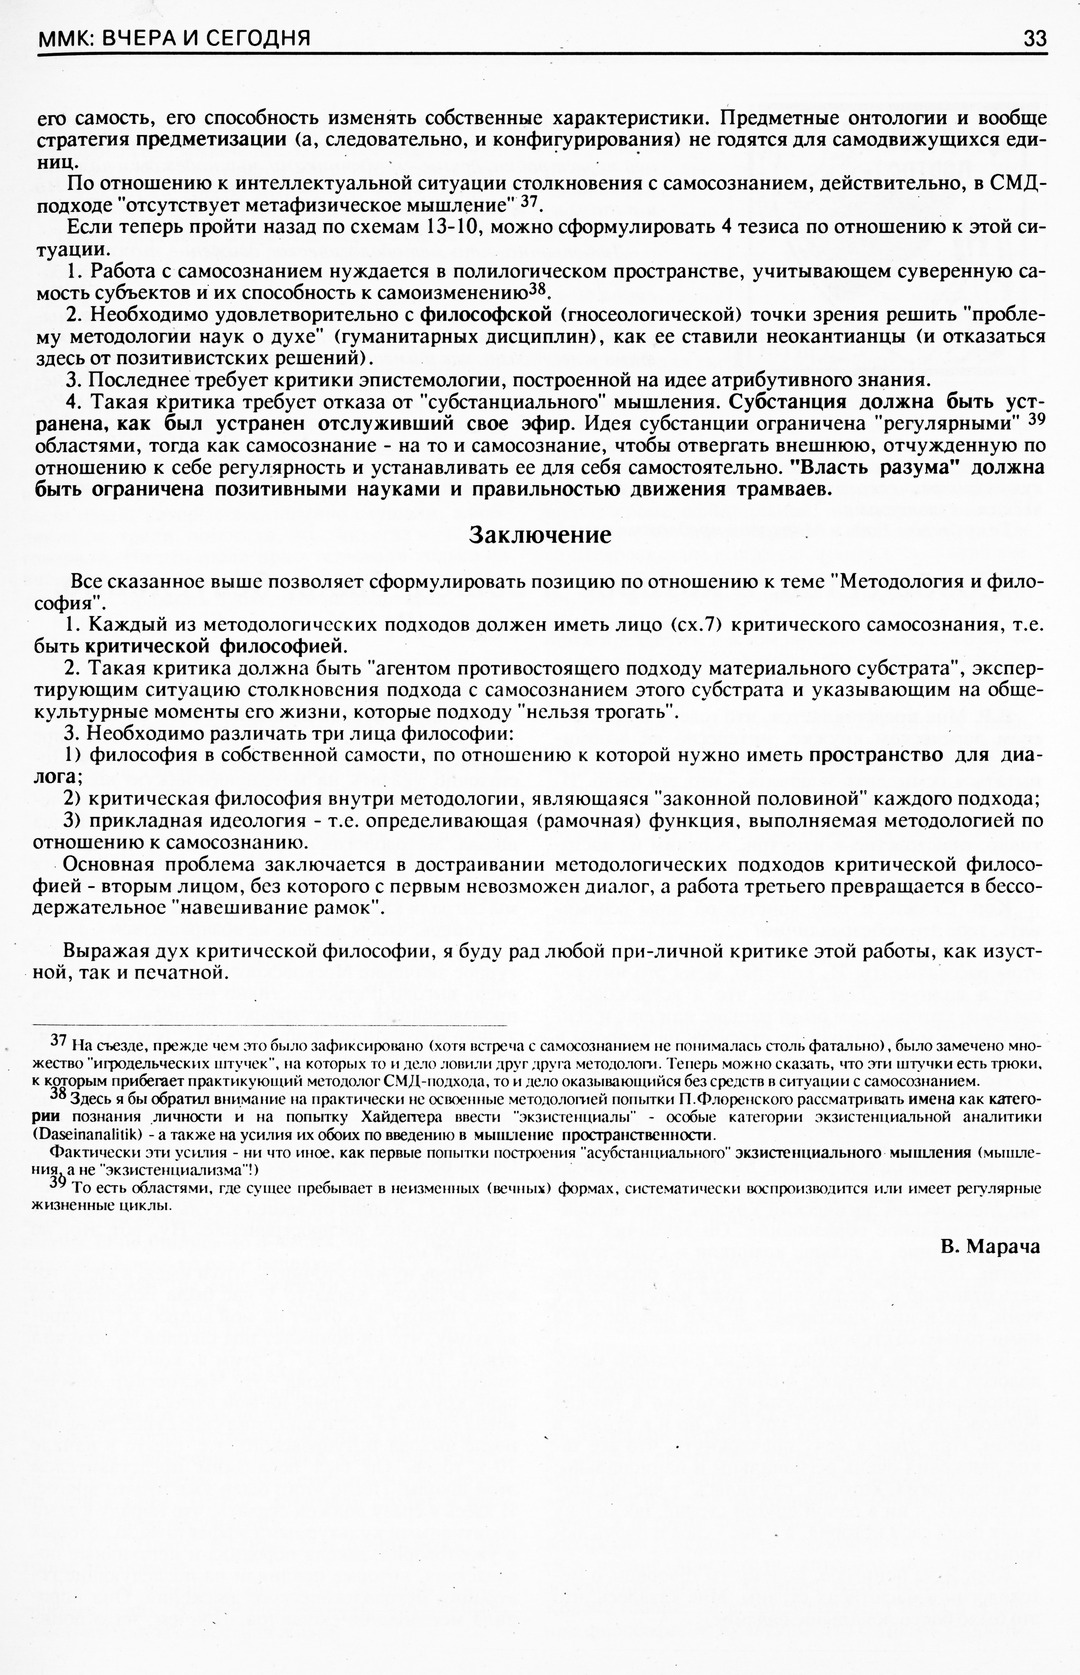 ММК: ВЧЕРА И СЕГОДНЯ 33
его самость, его способность изменять собственные характеристики. Предметные онтологии и вообще
стратегия предметизации (а, следовательно, и конфигурирования) не годятся для самодвижущихся еди-
ниц.
По отношению к интеллектуальной ситуации столкновения с самосознанием, действительно, в СМД-
подходе "отсутствует метафизическое мышление" 37.
Если теперь пройти назад по схемам 13-10, можно сформулировать 4 тезиса по отношению к этой си-
туации.
1. Работа с самосознанием нуждается в полилогическом пространстве, учитывающем суверенную са-
мость субъектов и их способность к самоизменению38.
2. Необходимо удовлетворительно с философской (гносеологической) точки зрения решить "пробле-
му методологии наук о духе" (гуманитарных дисциплин), как ее ставили неокантианцы (и отказаться
здесь от позитивистских решений).
3. Последнее требует критики эпистемологии, построенной на идее атрибутивного знания.
4. Такая критика требует отказа от "субстанциального" мышления. Субстанция должна быть уст-
ранена, как был устранен отслуживший свое эфир. Идея субстанции ограничена "регулярными" 39
областями, тогда как самосознание - на то и самосознание, чтобы отвергать внешнюю, отчужденную по
отношению к себе регулярность и устанавливать ее для себя самостоятельно. "Власть разума" должна
быть ограничена позитивными науками и правильностью движения трамваев.
Заключение
Все сказанное выше позволяет сформулировать позицию по отношению к теме "Методология и фило-
софия".
1. Каждый из методологических подходов должен иметь лицо (сх.7) критического самосознания, т.е.
быть критической философией.
2. Такая критика должна быть "агентом противостоящего подходу материального субстрата", экспер-
тирующим ситуацию столкновения подхода с самосознанием этого субстрата и указывающим на обще-
культурные моменты его жизни, которые подходу "нельзя трогать".
3. Необходимо различать три лица философии:
1) философия в собственной самости, по отношению к которой нужно иметь пространство для диа-
лога;
2) критическая философия внутри методологии, являющаяся "законной половиной" каждого подхода;
3) прикладная идеология - т.е. определивающая (рамочная) функция, выполняемая методологией по
отношению к самосознанию.
Основная проблема заключается в достраивании методологических подходов критической филосо-
фией - вторым лицом, без которого с первым невозможен диалог, а работа третьего превращается в бессо-
держательное "навешивание рамок".
Выражая дух критической философии, я буду рад любой при-личной критике этой работы, как изуст-
ной, так и печатной.
37 На съезде, прежде чем это было зафиксировано (хотя встреча с самосознанием не понималась столь фатально), было замечено мно-
жество "игродельческих штучек", на которых то и дело ловили друг друга методологи. Теперь можно сказать, что эти штучки есть трюки,
к которым прибегает практикующий методолог СМД-подхода, то и дело оказывающийся без средств в ситуации с самосознанием.
38 Здесь я бы обратил внимание на практически не освоенные методологией попытки П.Флоренского рассматривать имена как катего-
рии познания личности и на попытку Хайдеггера ввести "экзистенциалы" - особые категории экзистенциальной аналитики
(Daseinanalitik) - а также на усилия их обоих по введению в мышление пространственности.
Фактически эти усилия - ни что иное, как первые попытки построения "асубстанциального" экзистенциального мышления (мышле-
ния, а не "экзистенциализма"!)
39 То есть областями, где сущее пребывает в неизменных (вечных) формах, систематически воспроизводится или имеет регулярные
жизненные циклы.
В. Марача